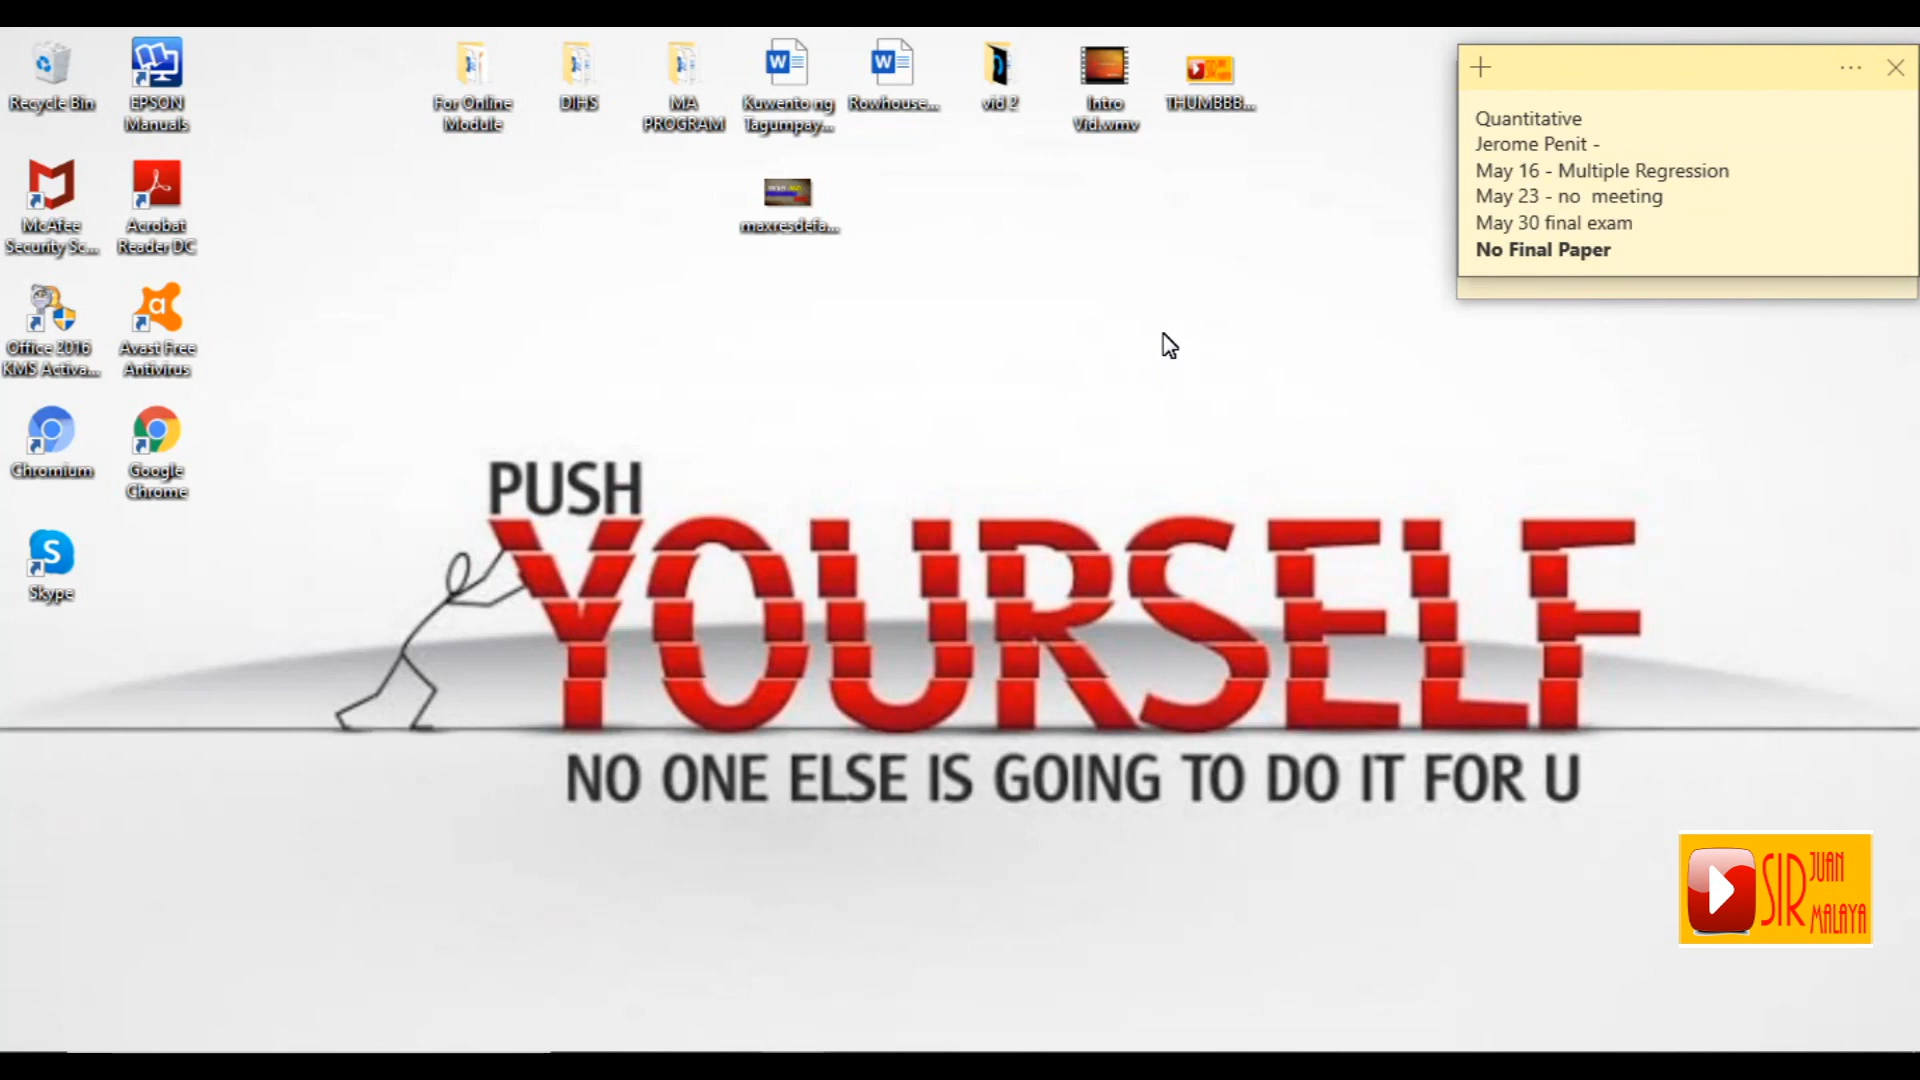 Recycle Bin
EPSON
Manuals
For Online
Module
DIHS
MA
PROGRAM
Kuwento ng
Tagumpay...
Rowhouse...
vid 2
Intro
Vid.wmv
THUMBBB...
McAfee
Security Sc...
Acrobat
Reader DC
maxresdefa...
Office 2016
KMS Activa...
Avast Free
Antivirus
Chromium
Google
Chrome
Skype
Quantitative
Jerome Penit -
May 16 - Multiple Regression
May 23 - no  meeting
May 30 final exam
No Final Paper
PUSH
YOURSELF
NO ONE ELSE IS GOING TO DO IT FOR U
SIR JUAN
MALAYA